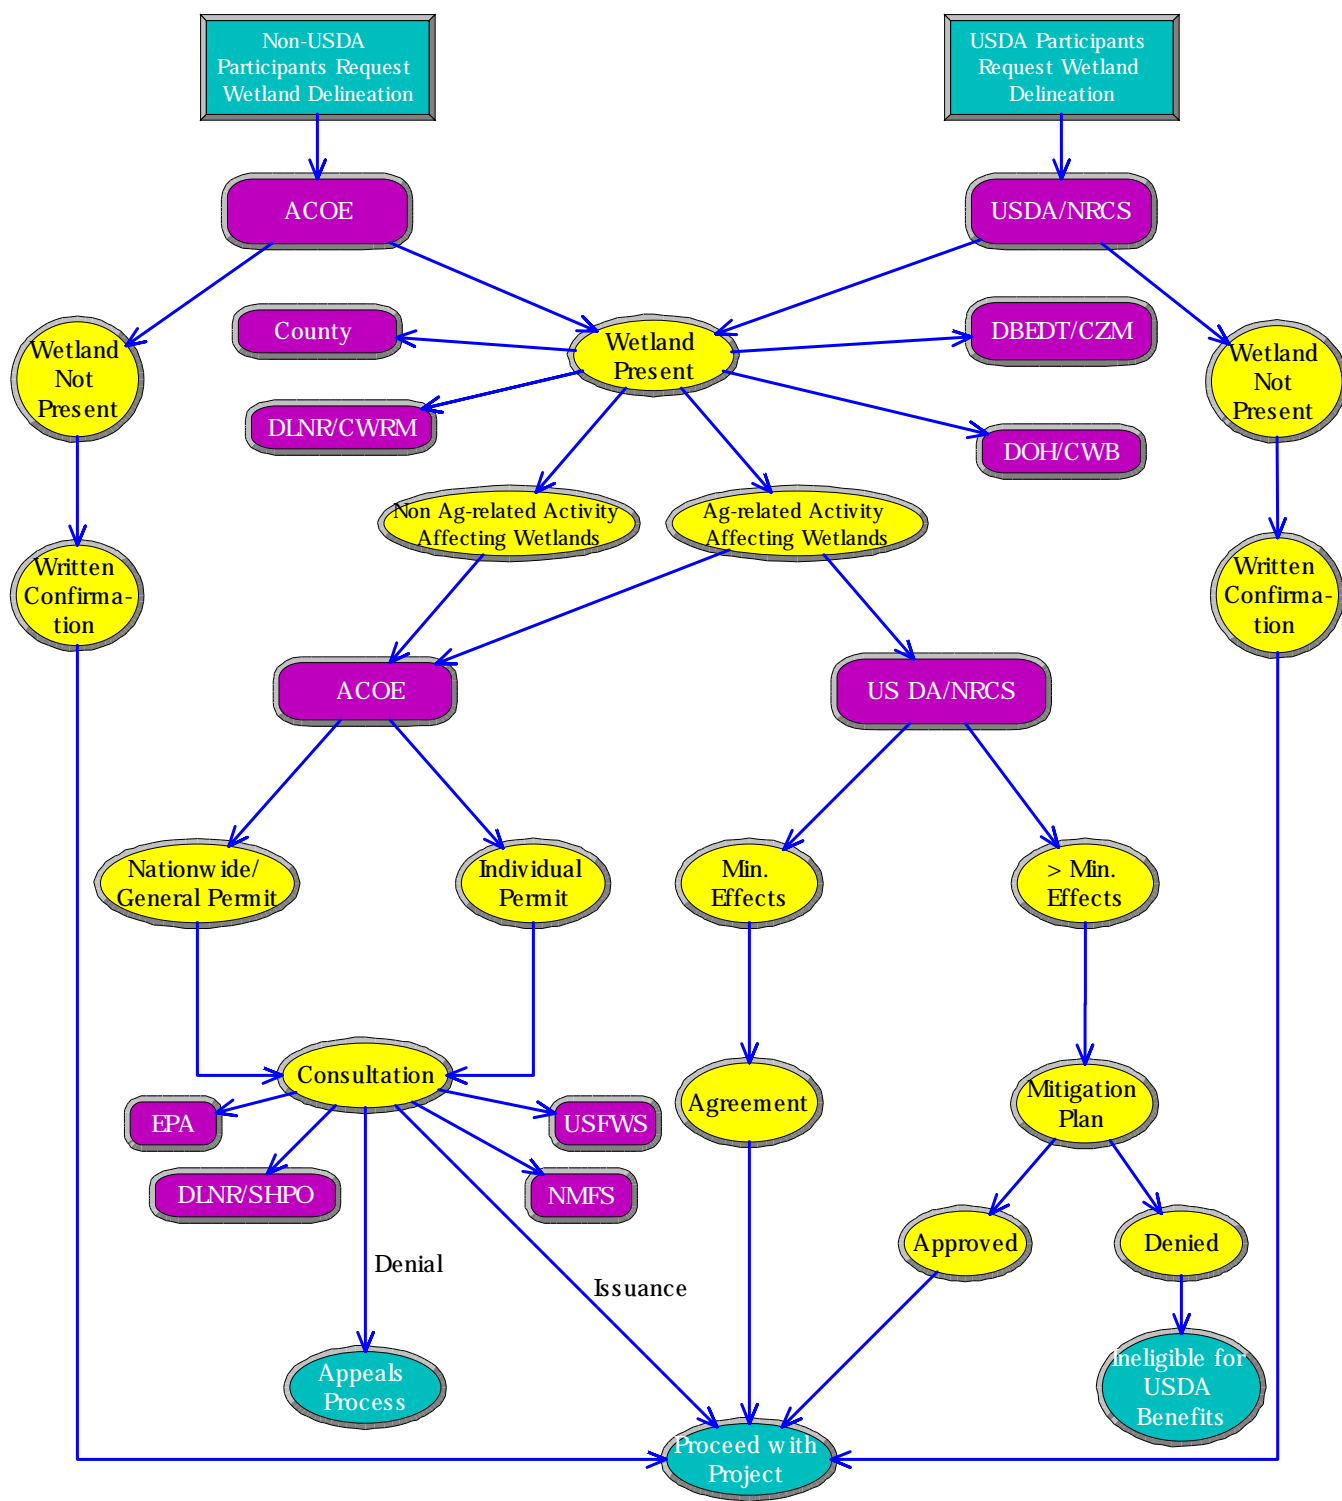 Non-USDA
Participants Request
Wetland Delineation
USDA Participants
Request Wetland
Delineation
ACOE
USDA/NRCS
County
Wetland
Present
DBEDT/CZM
Wetland
Not
Present
Wetland
Not
Present
DLNR/CWRM
DOH/CWB
Non Ag-related Activity
Affecting Wetlands
Ag-related Activity
Affecting Wetlands
Written
Confirma-
tion
Written
Confirma-
tion
ACOE
US DA/NRCS
Nationwide/
General Permit
Individual
Permit
Min.
Effects
> Min.
Effects
Consultation
Agreement
Mitigation
Plan
EPA
USFWS
DLNR/SHPO
NMFS
Approved
Denied
Denial
Issuance
Appeals
Process
Ineligible for
USDA
Benefits
Proceed with
Project